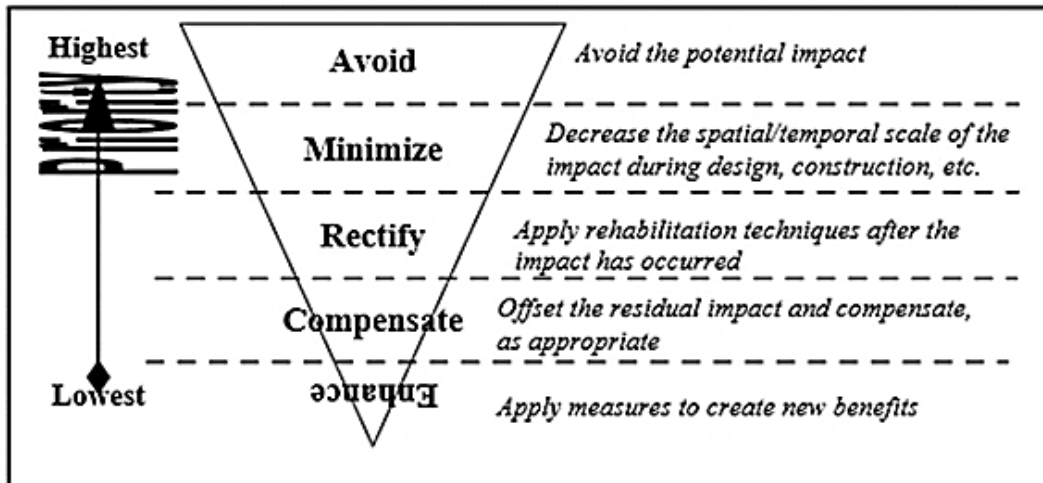 Highest
Avoid
Avoid the potential impact
Minimize
Decrease the spatial/temporal scale of the
impact during design, construction, etc.
Rectify
Apply rehabilitation techniques after the
impact has occurred
Compensate
Offset the residual impact and compensate,
as appropriate
Lowest
Enhance
Apply measures to create new benefits